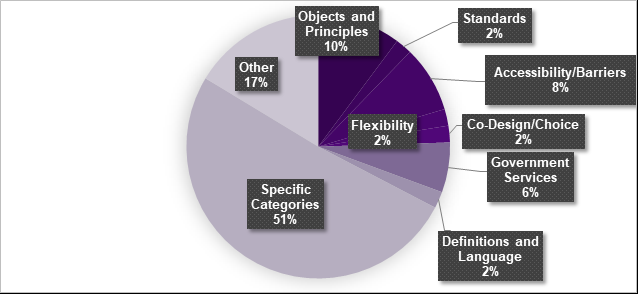 Objects and
Principles
10%
Standards
2%
Accessibility/Barriers
8%
Flexibility
2%
Co-Design/Choice
2%
Government
Services
6%
Definitions and
Language
2%
Specific
Categories
51%
Other
17%